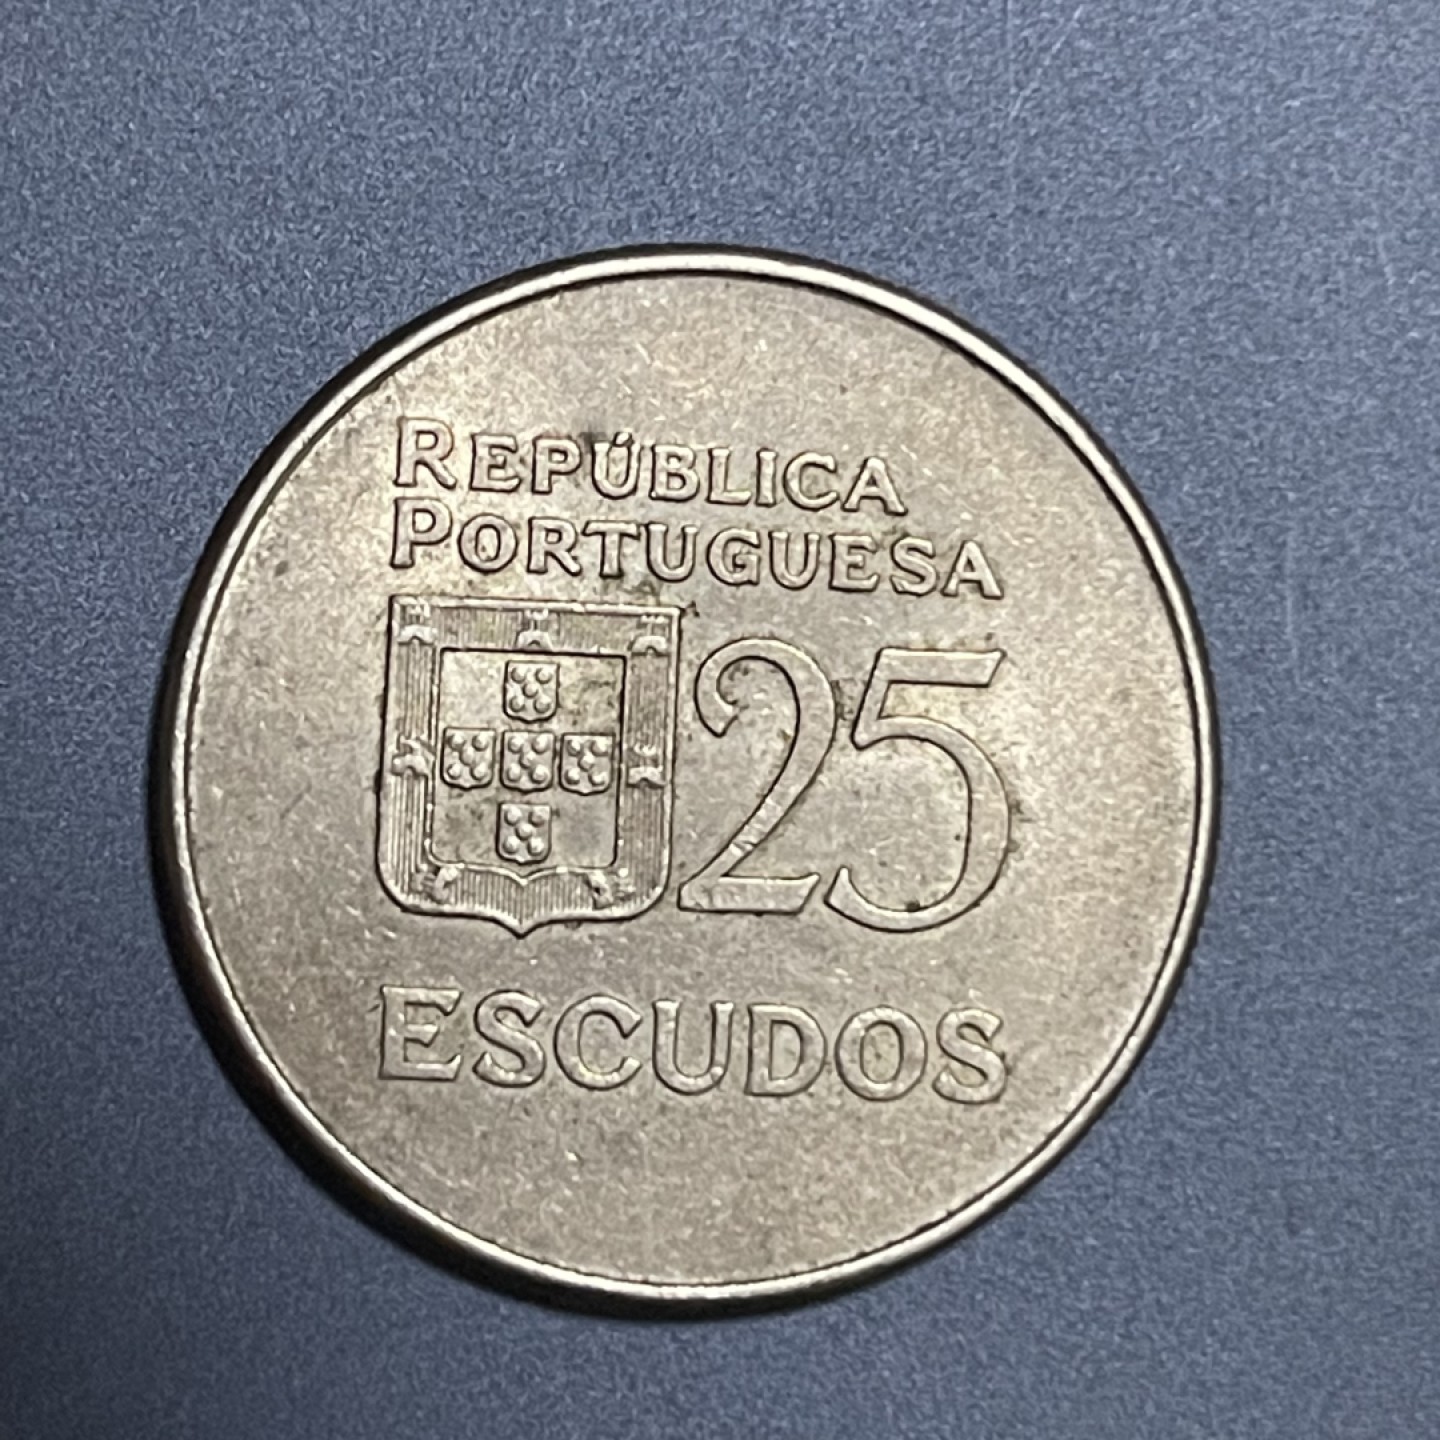 REPÚBLICA
PORTUGUESA
25
ESCUDOS